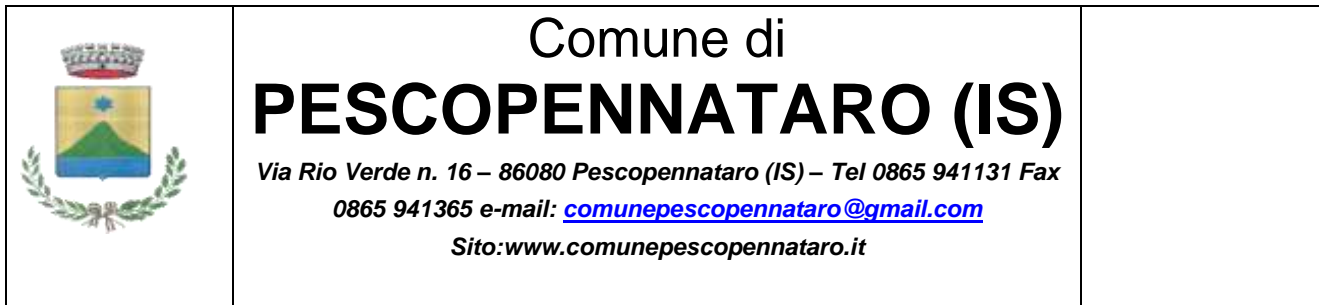 Comune di
PESCOPENNATARO (IS)
Via Rio Verde n. 16 – 86080 Pescopennataro (IS) – Tel 0865 941131 Fax
0865 941365 e-mail: comunepescopennataro@gmail.com
Sito:www.comunepescopennataro.it